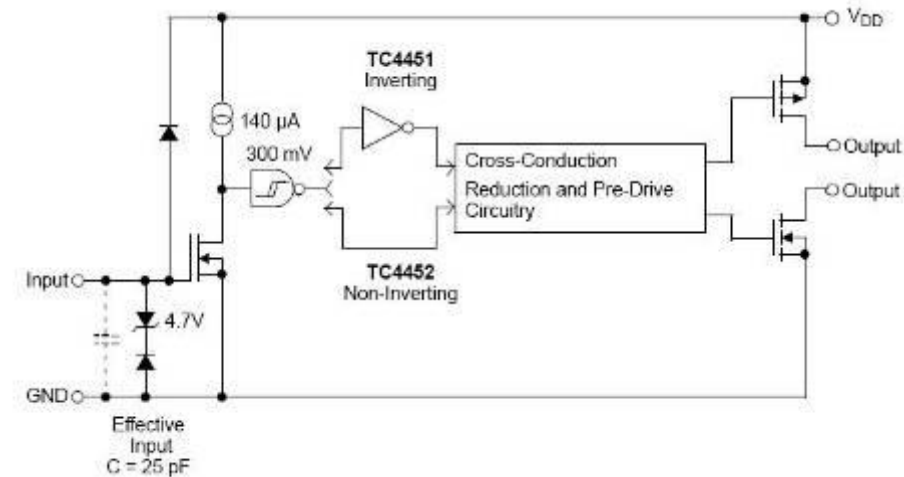 V_DD
TC4451
Inverting
140 µA
300 mV
Cross-Conduction
Reduction and Pre-Drive
Circuitry
Output
Output
TC4452
Non-Inverting
Input
4.7V
GND
Effective
Input
C = 25 pF